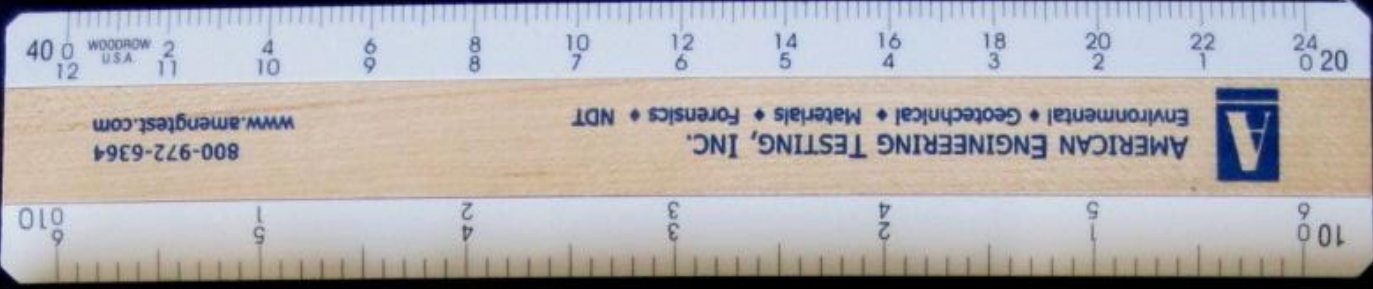 40 0 WOODROW U.S.A. 2 4 6 8 10 12 14 16 18 20 22 24 20
12 11 10 9 8 7 6 5 4 3 2 1 0
A
AMERICAN ENGINEERING TESTING, INC.
Environmental ♦ Geotechnical ♦ Materials ♦ Forensics ♦ NDT
800-972-6364
www.amengtest.com
10 0 1 2 3 4 5 6 010
6 5 4 3 2 1 0